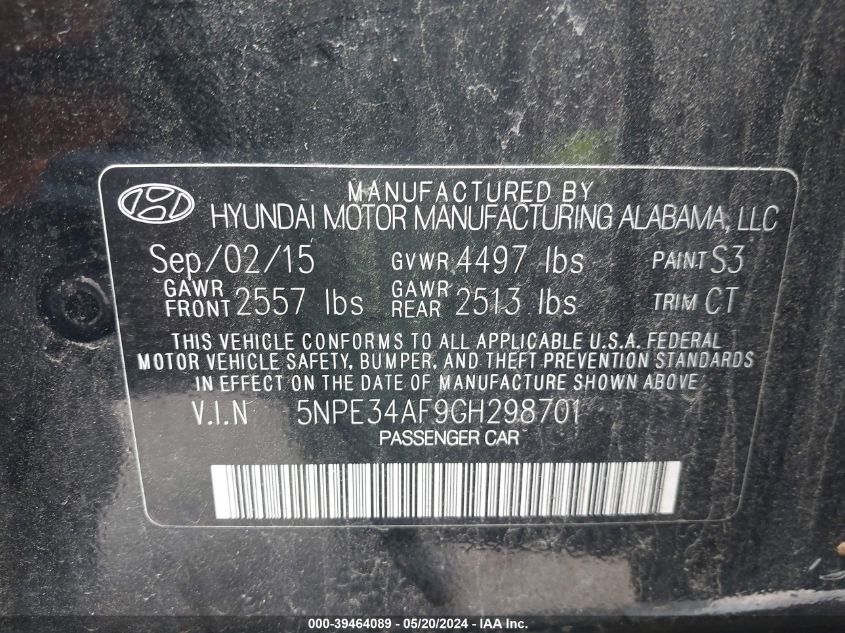 MANUFACTURED BY
HYUNDAI MOTOR MANUFACTURING ALABAMA, LLC
Sep/02/15 GVWR 4497 lbs PAINT S3
GAWR FRONT 2557 lbs GAWR REAR 2513 lbs TRIM CT
THIS VEHICLE CONFORMS TO ALL APPLICABLE U.S.A. FEDERAL
MOTOR VEHICLE SAFETY, BUMPER, AND THEFT PREVENTION STANDARDS
IN EFFECT ON THE DATE OF MANUFACTURE SHOWN ABOVE
V.I.N 5NPE34AF9GH298701
PASSENGER CAR
000-39464089 - 05/20/2024 - IAA Inc.